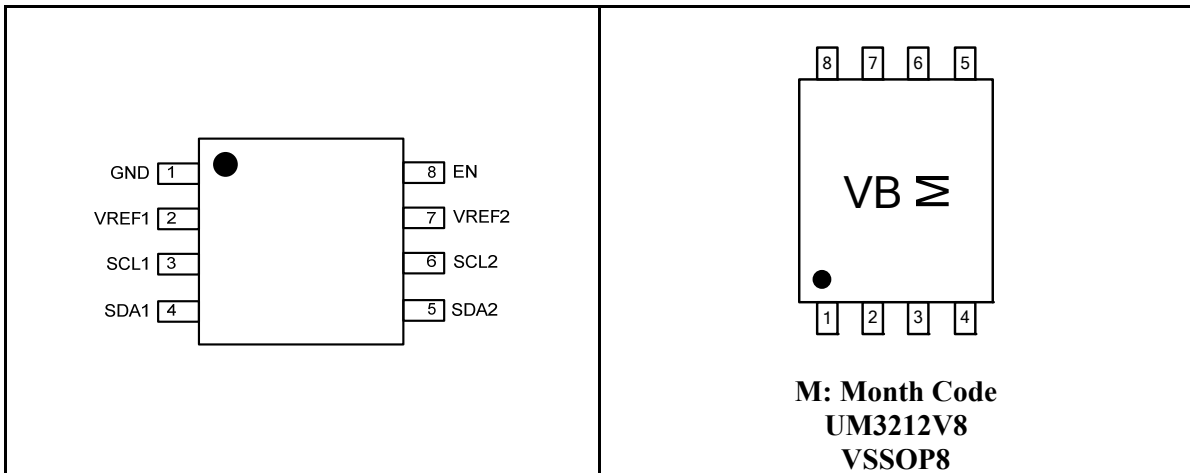 GND 1
VREF1 2
SCL1 3
SDA1 4
8 EN
7 VREF2
6 SCL2
5 SDA2
8 7 6 5
VB M
1 2 3 4
M: Month Code
UM3212V8
VSSOP8